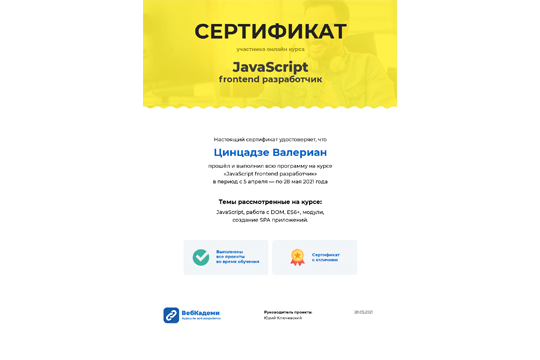 СЕРТИФИКАТ
участника онлайн курса
JavaScript
frontend разработчик
Настоящий сертификат удостоверяет, что
Цинцадзе Валериан
прошёл и выполнил всю программу на курсе
«JavaScript frontend разработчик»
в период с 5 апреля — по 28 мая 2021 года
Темы рассмотренные на курсе:
JavaScript, работа с DOM, ES6+, модули,
создание SPA приложений.
Выполнены
все проекты
во время обучения
Сертификат
с отличием
ВебКадеми
Руководитель проекта:
Юрий Ключевский